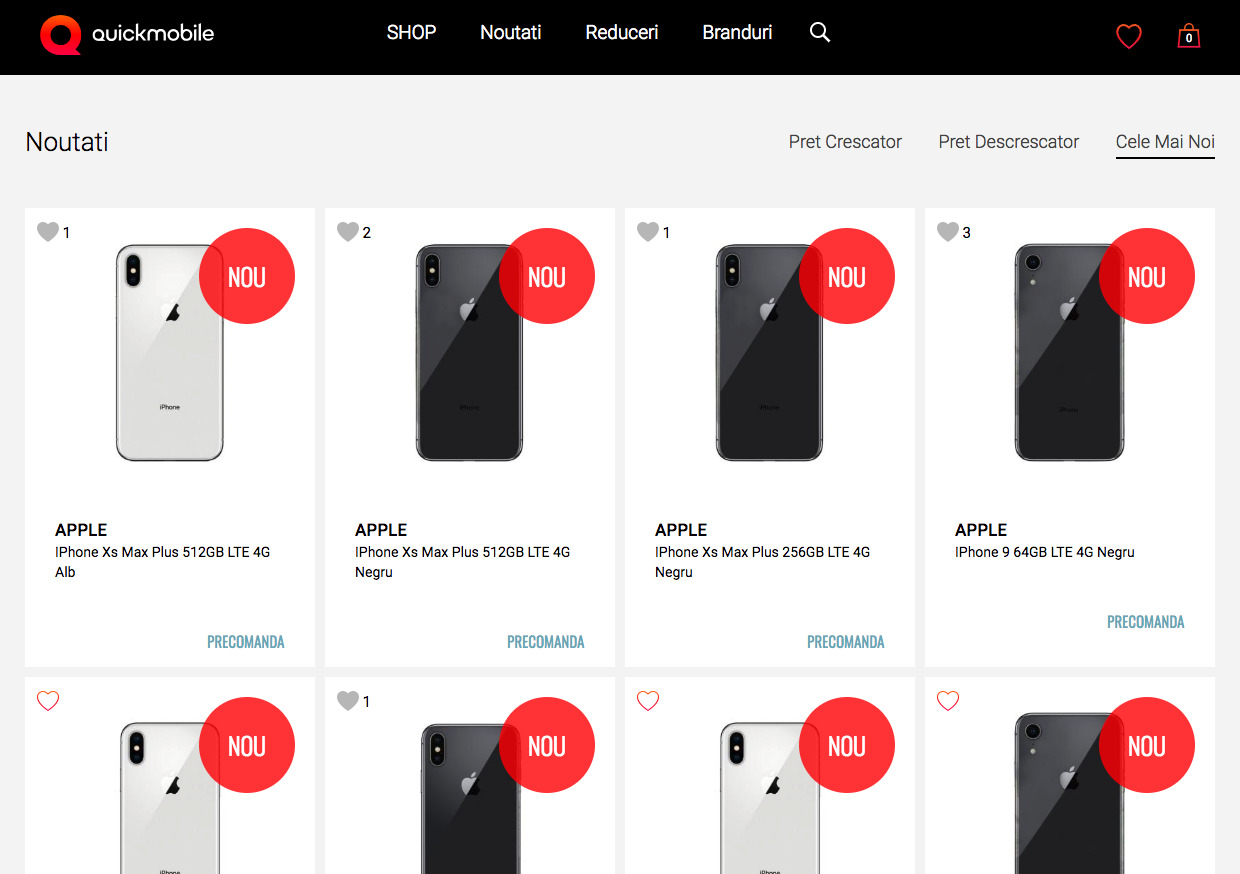 quickmobile
SHOP Noutati Reduceri Branduri
0
Noutati
Pret Crescator Pret Descrescator Cele Mai Noi
1 2 1 3
NOU NOU NOU NOU
iPhone iPhone iPhone iPhone
APPLE
IPhone Xs Max Plus 512GB LTE 4G
Alb
PRECOMANDA
APPLE
IPhone Xs Max Plus 512GB LTE 4G
Negru
PRECOMANDA
APPLE
IPhone Xs Max Plus 256GB LTE 4G
Negru
PRECOMANDA
APPLE
IPhone 9 64GB LTE 4G Negru
PRECOMANDA
1
NOU NOU NOU NOU